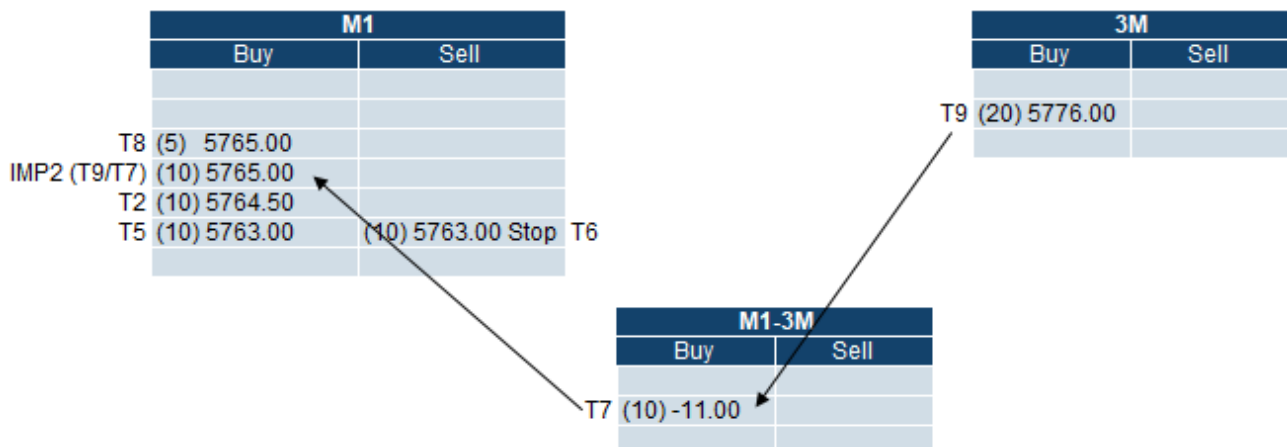 M1
Buy Sell
T8 (5) 5765.00
IMP2 (T9/T7) (10) 5765.00
T2 (10) 5764.50
T5 (10) 5763.00 (10) 5763.00 Stop T6
3M
Buy Sell
T9 (20) 5776.00
M1-3M
Buy Sell
T7 (10) -11.00